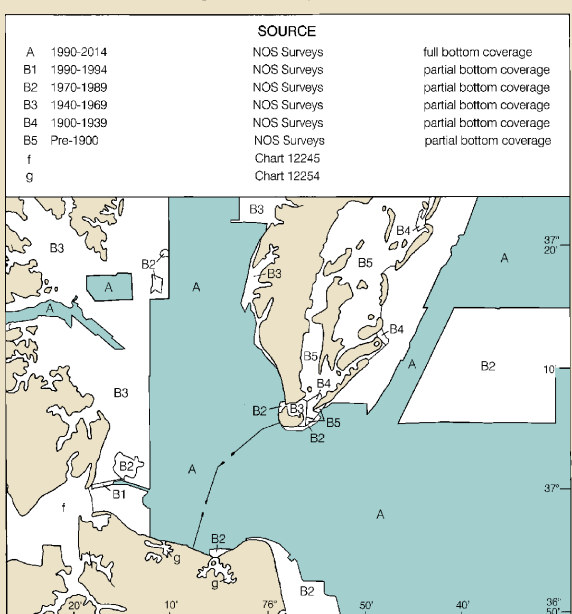 SOURCE
A 1990-2014 NOS Surveys full bottom coverage
B1 1990-1994 NOS Surveys partial bottom coverage
B2 1970-1989 NOS Surveys partial bottom coverage
B3 1940-1969 NOS Surveys partial bottom coverage
B4 1900-1939 NOS Surveys partial bottom coverage
B5 Pre-1900 NOS Surveys partial bottom coverage
f Chart 12245
g Chart 12254
B3
B4
B3
B5
37°
20'
B2
A
B3
A
A
A
B4
B5
A
B2
10'
B4
B3
B2
B3
B5
B2
B2
A
37°
B1
f
A
B2
g
g
B2
20'
10'
76°
50'
40'
36°
50'